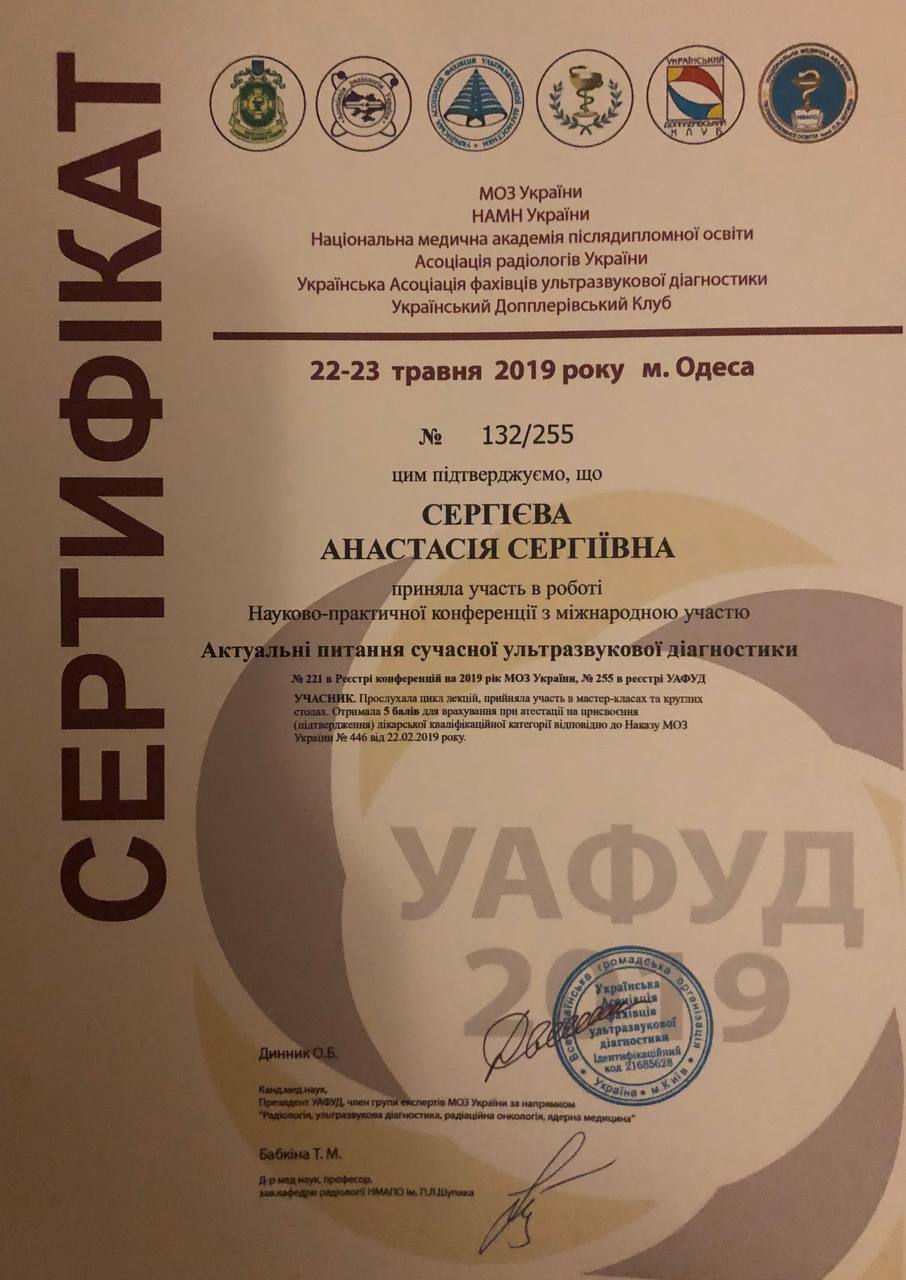 СЕРТИФІКАТ
УКРАЇНСЬКИЙ
ДОППЛЕРІВСЬКИЙ
КЛУБ
МОЗ України
НАМН України
Національна медична академія післядипломної освіти
Асоціація радіологів України
Українська Асоціація фахівців ультразвукової діагностики
Український Допплерівський Клуб
22-23 травня 2019 року м. Одеса
№ 132/255
цим підтверджуємо, що
СЕРГІЄВА
АНАСТАСІЯ СЕРГІЇВНА
приняла участь в роботі
Науково-практичної конференції з міжнародною участю
Актуальні питання сучасної ультразвукової діагностики
№ 221 в Реєстрі конференцій на 2019 рік МОЗ України, № 255 в реєстрі УАФУД
УЧАСНИК. Прослухала цикл лекцій, прийняла участь в мастер-класах та круглих
столах. Отримала 5 балів для врахування при атестації на присвоєння
(підтвердження) лікарської кваліфікаційної категорії відповідно до Наказу МОЗ
України № 446 від 22.02.2019 року.
УАФУД
2019
Всеукраїнська громадська організація
Українська
Асоціація
фахівців
ультразвукової
діагностики
Ідентифікаційний
код 21685628
Україна * м.Київ
Динник О.Б.
Канд.мед.наук,
Президент УАФУД, член групи експертів МОЗ України за напрямком
"Радіологія, ультразвукова діагностика, радіаційна онкологія, ядерна медицина"
Бабкіна Т. М.
Д-р мед наук, професор,
зав.кафедри радіології НМАПО ім. П.Л.Шупика